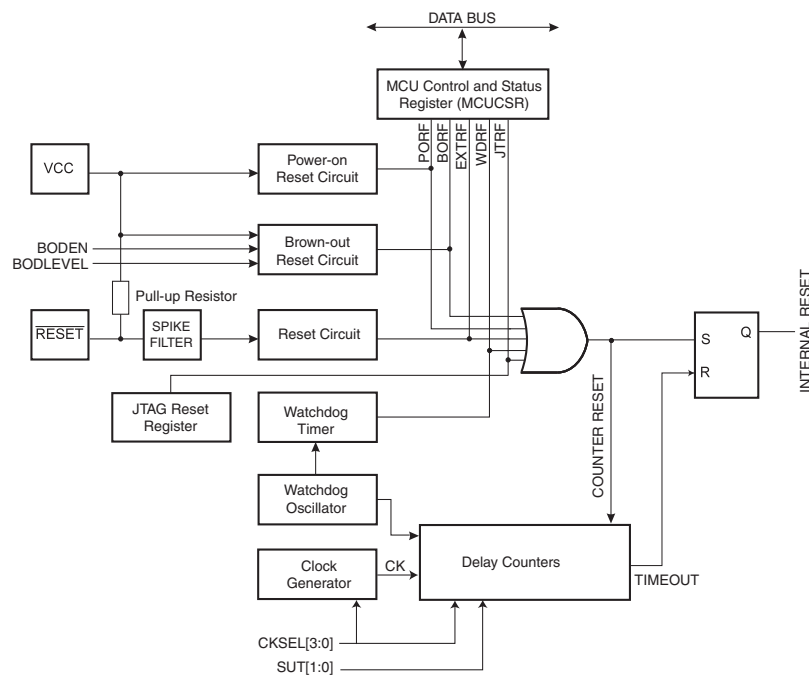 DATA BUS
MCU Control and Status
Register (MCUCSR)
PORF
BORF
EXTRF
WDRF
JTRF
VCC
Power-on
Reset Circuit
Brown-out
Reset Circuit
BODEN
BODLEVEL
Pull-up Resistor
RESET
SPIKE
FILTER
Reset Circuit
JTAG Reset
Register
Watchdog
Timer
Watchdog
Oscillator
Clock
Generator
CK
Delay Counters
CKSEL[3:0]
SUT[1:0]
COUNTER RESET
TIMEOUT
S
R
Q
INTERNAL RESET